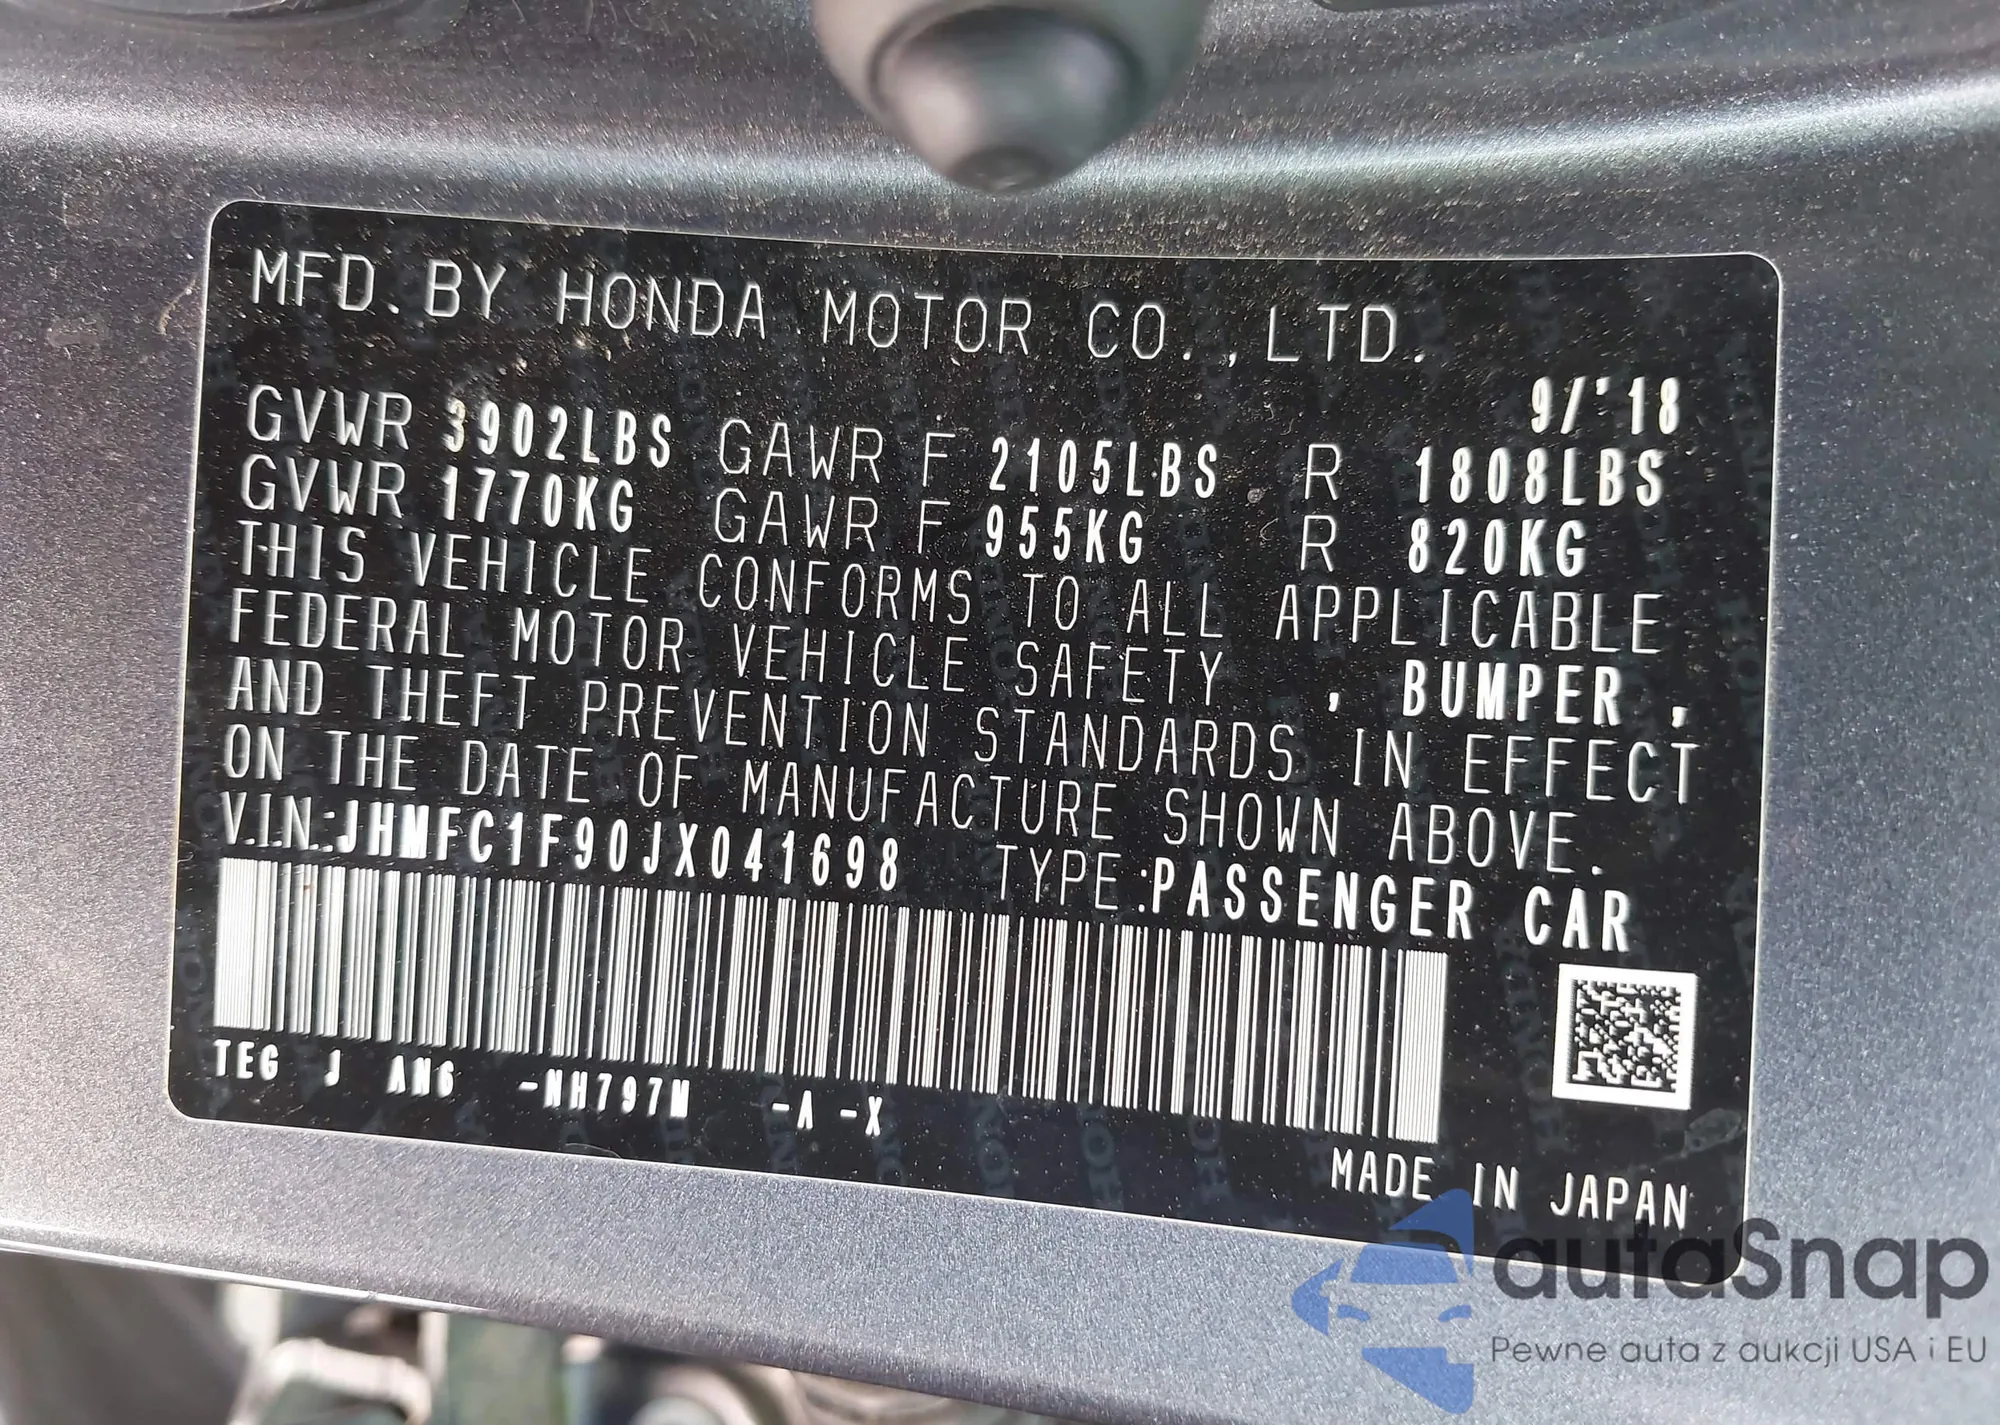 MFD. BY HONDA MOTOR CO., LTD.
9/'18
GVWR 3902LBS GAWR F 2105LBS R 1808LBS
GVWR 1770KG GAWR F 955KG R 820KG
THIS VEHICLE CONFORMS TO ALL APPLICABLE
FEDERAL MOTOR VEHICLE SAFETY , BUMPER ,
AND THEFT PREVENTION STANDARDS IN EFFECT
ON THE DATE OF MANUFACTURE SHOWN ABOVE.
VIN:JHMFC1F90JX041698 TYPE:PASSENGER CAR
TEG J AN6 -NH797M -A -X
MADE IN JAPAN
autaSnap
Pewne auta z aukcji USA i EU